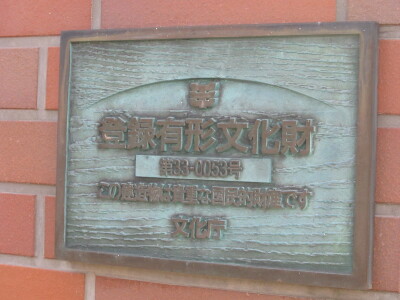 登録有形文化財
第33-0053号
この建造物は貴重な国民的財産です
文化庁